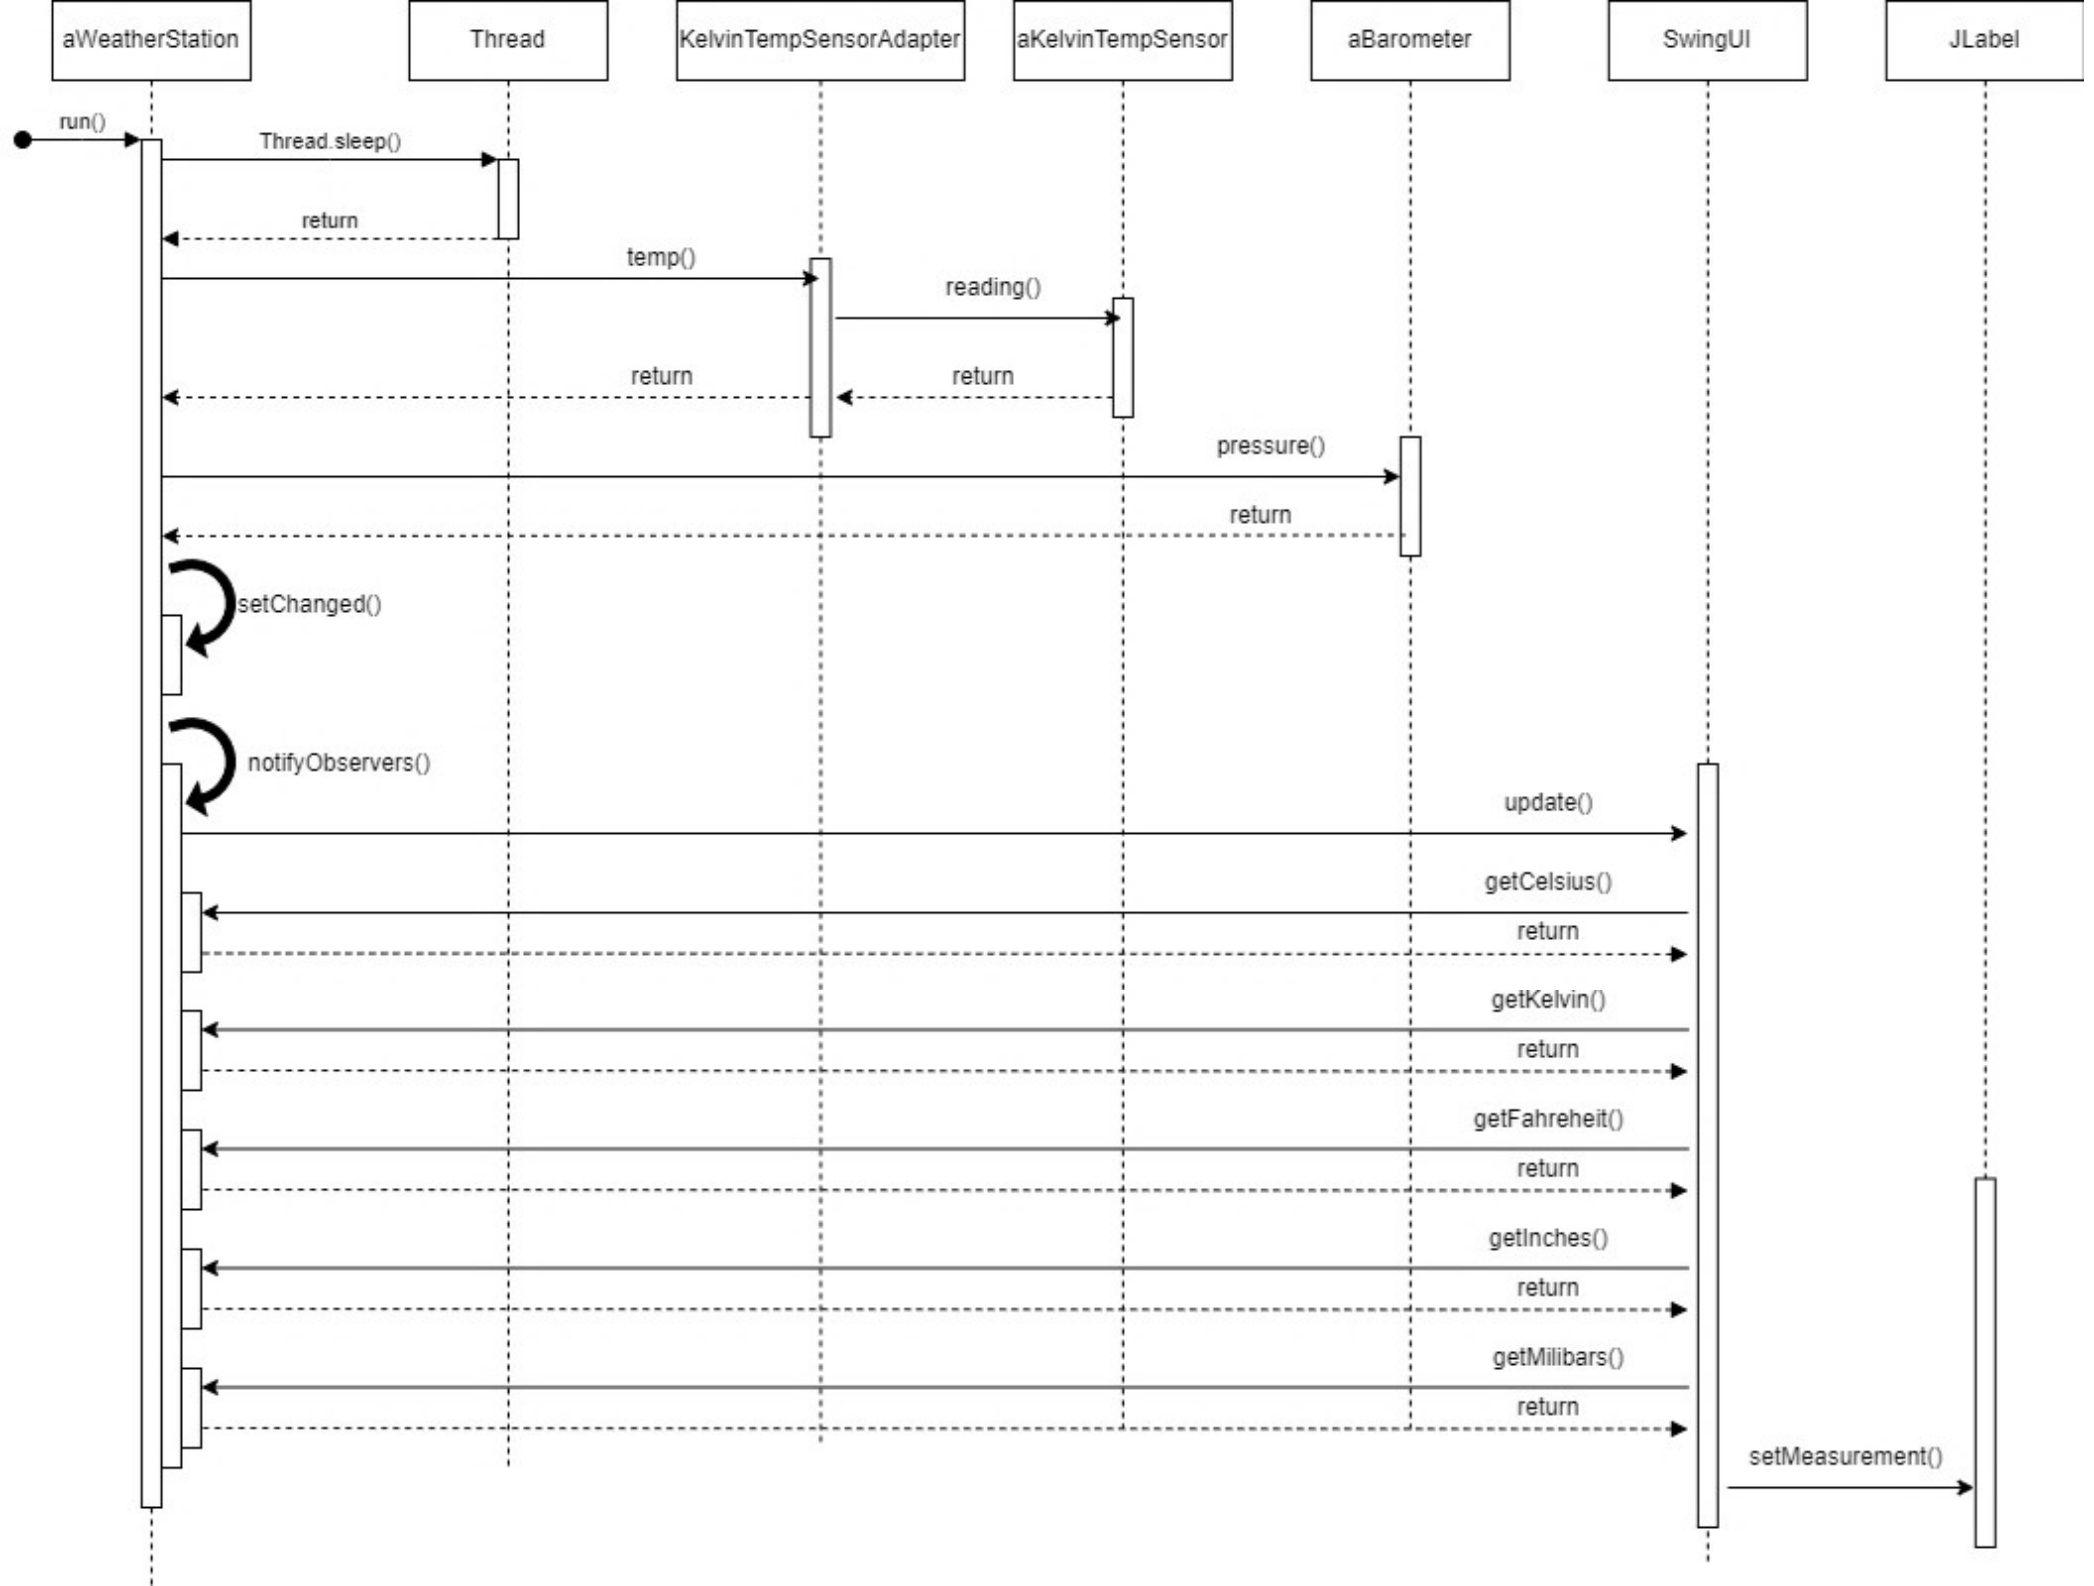 aWeatherStation
Thread
KelvinTempSensorAdapter
aKelvinTempSensor
aBarometer
SwingUI
JLabel
run()
Thread.sleep()
return
temp()
reading()
return
return
pressure()
return
setChanged()
notifyObservers()
update()
getCelsius()
return
getKelvin()
return
getFahreheit()
return
getInches()
return
getMilibars()
return
setMeasurement()